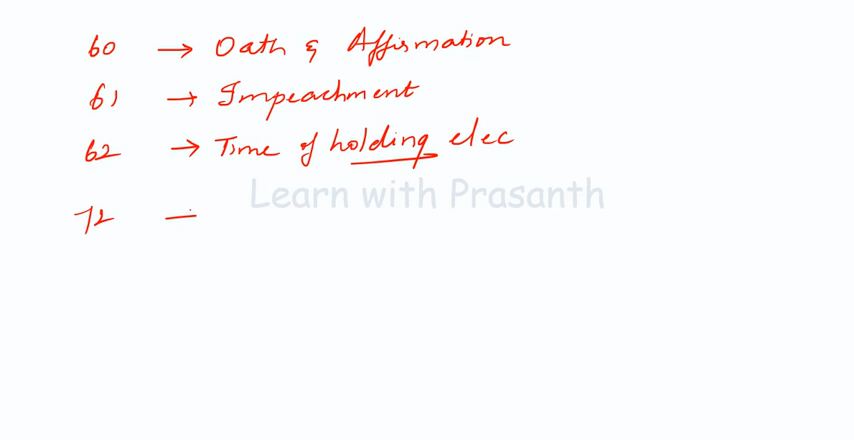 60 → Oath & Affirmation
61 → Impeachment
62 → Time of holding elec
Learn with Prasanth
72 —